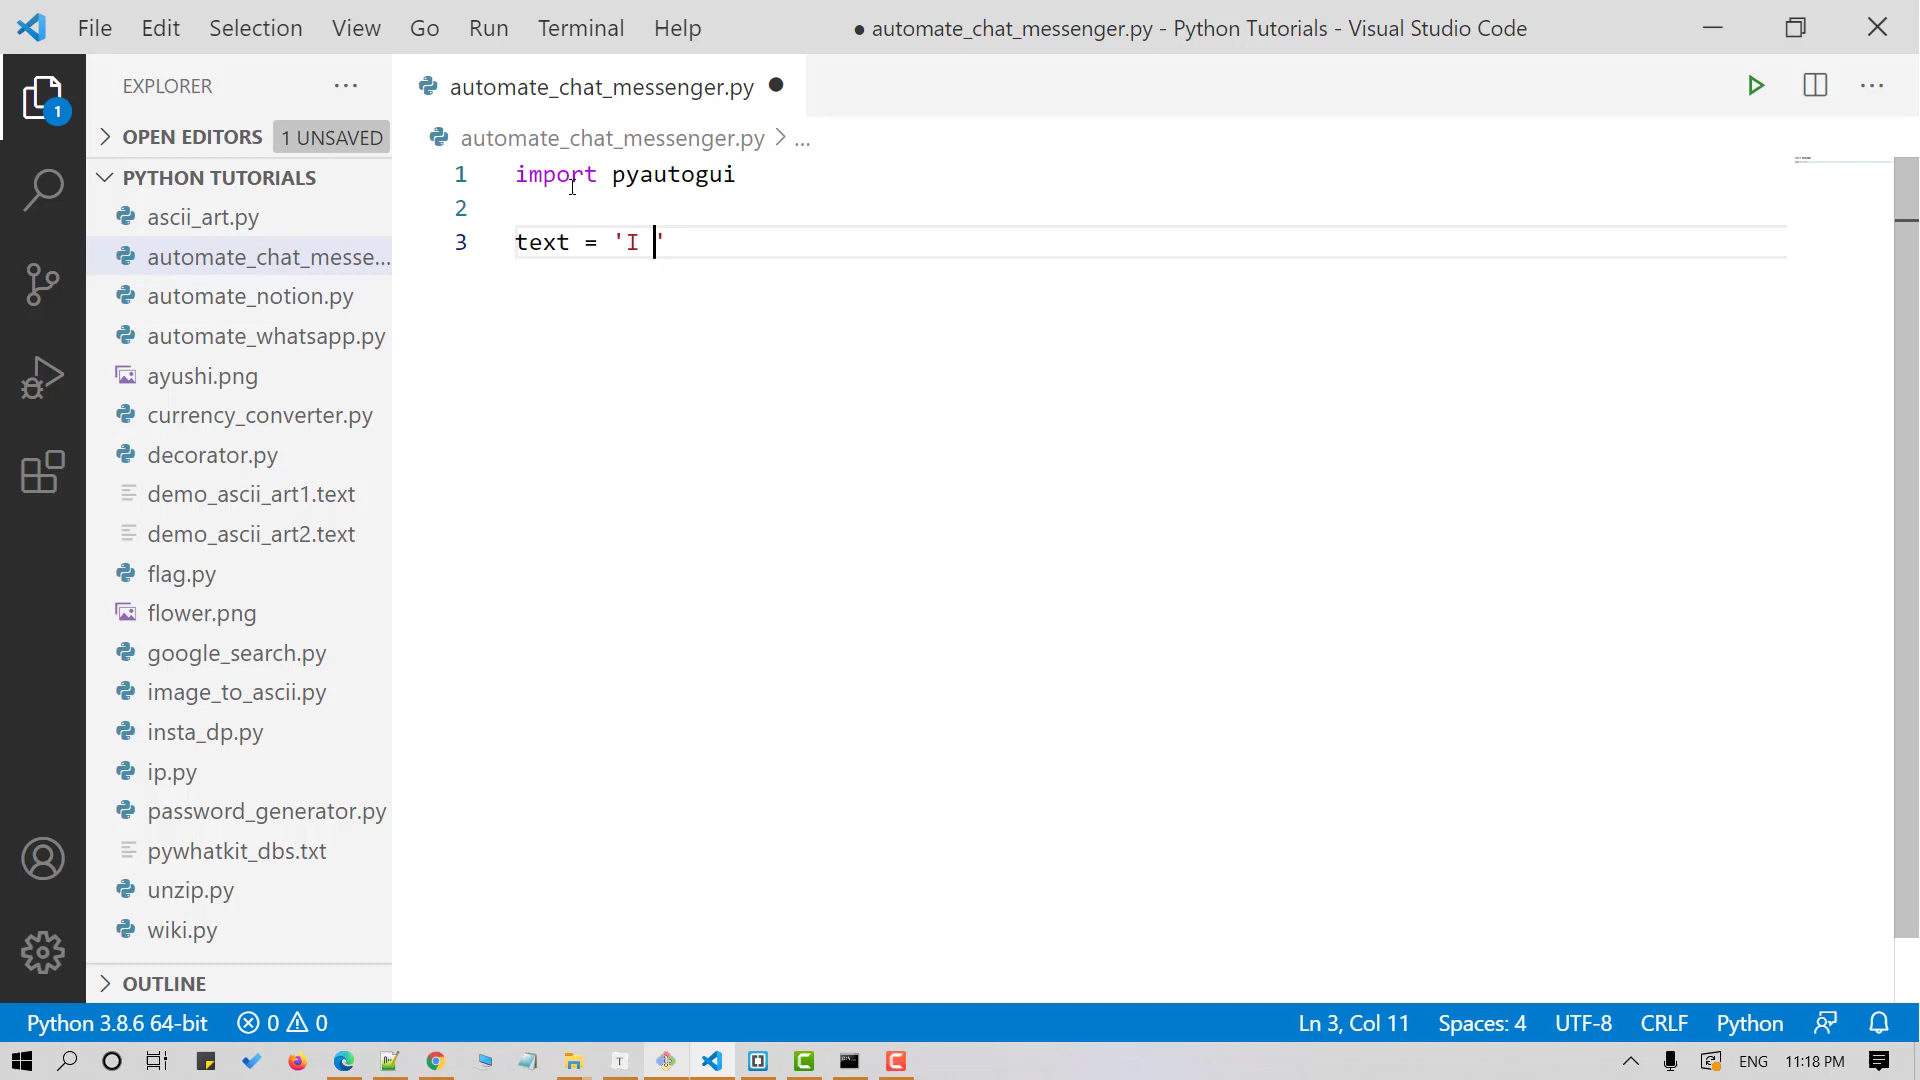 File Edit Selection View Go Run Terminal Help
● automate_chat_messenger.py - Python Tutorials - Visual Studio Code
EXPLORER
1
OPEN EDITORS 1 UNSAVED
PYTHON TUTORIALS
ascii_art.py
automate_chat_messe...
automate_notion.py
automate_whatsapp.py
ayushi.png
currency_converter.py
decorator.py
demo_ascii_art1.text
demo_ascii_art2.text
flag.py
flower.png
google_search.py
image_to_ascii.py
insta_dp.py
ip.py
password_generator.py
pywhatkit_dbs.txt
unzip.py
wiki.py
OUTLINE
automate_chat_messenger.py ●
automate_chat_messenger.py > ...
1 import pyautogui
2
3 text = 'I '
Python 3.8.6 64-bit 0 0 Ln 3, Col 11 Spaces: 4 UTF-8 CRLF Python
T ENG 11:18 PM